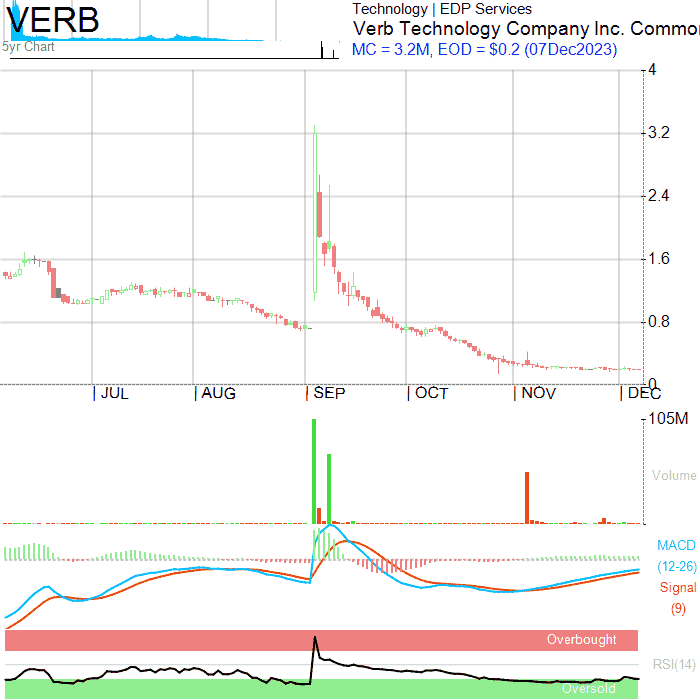 VERB
5yr Chart
Technology | EDP Services
Verb Technology Company Inc. Commo
MC = 3.2M, EOD = $0.2 (07Dec2023)
4
3.2
2.4
1.6
0.8
0
JUL AUG SEP OCT NOV DEC
105M
Volume
MACD
(12-26)
Signal
(9)
Overbought
RSI(14)
Oversold